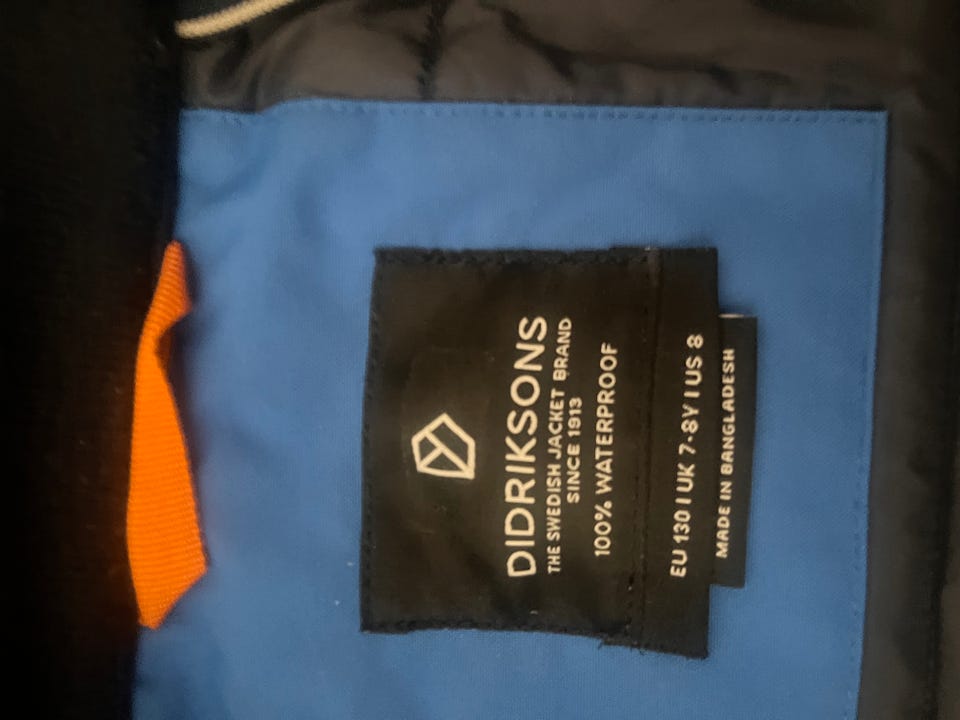 DIDRIKSONS
THE SWEDISH JACKET BRAND
SINCE 1913
100% WATERPROOF
EU 130 I UK 7-8Y I US 8
MADE IN BANGLADESH